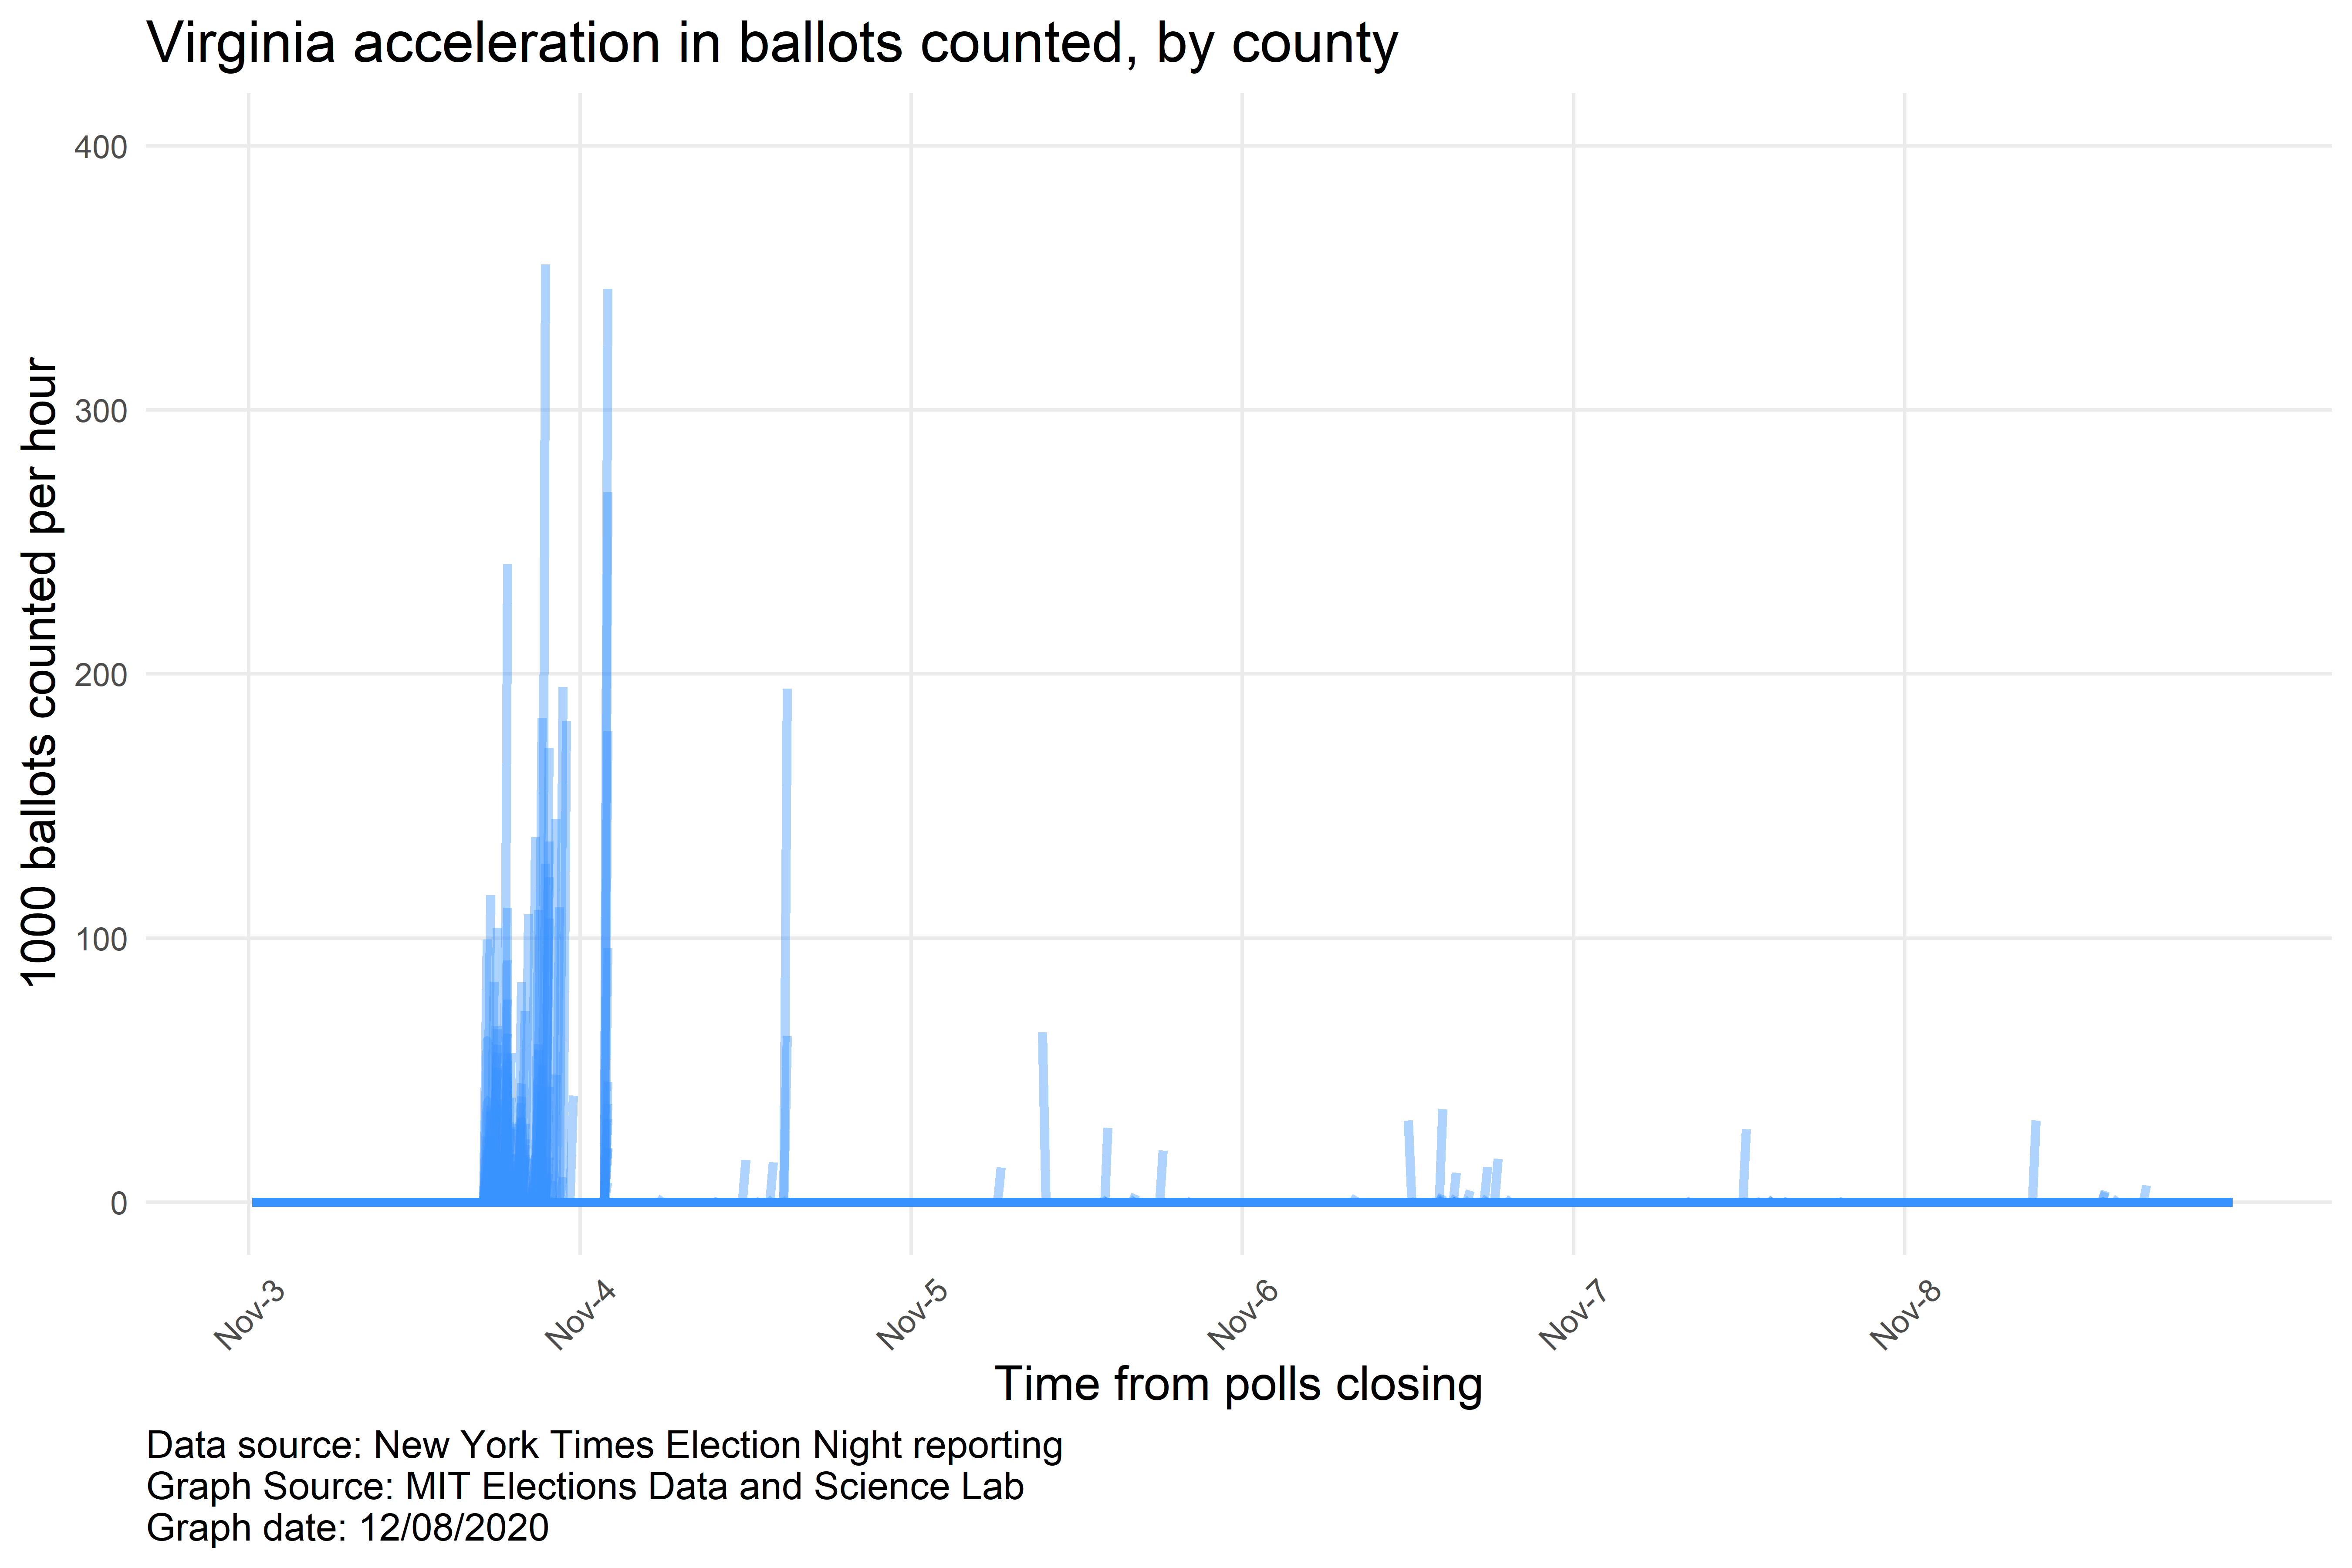 Virginia acceleration in ballots counted, by county
1000 ballots counted per hour
400
300
200
100
0
Nov-3
Nov-4
Nov-5
Nov-6
Nov-7
Nov-8
Time from polls closing
Data source: New York Times Election Night reporting
Graph Source: MIT Elections Data and Science Lab
Graph date: 12/08/2020